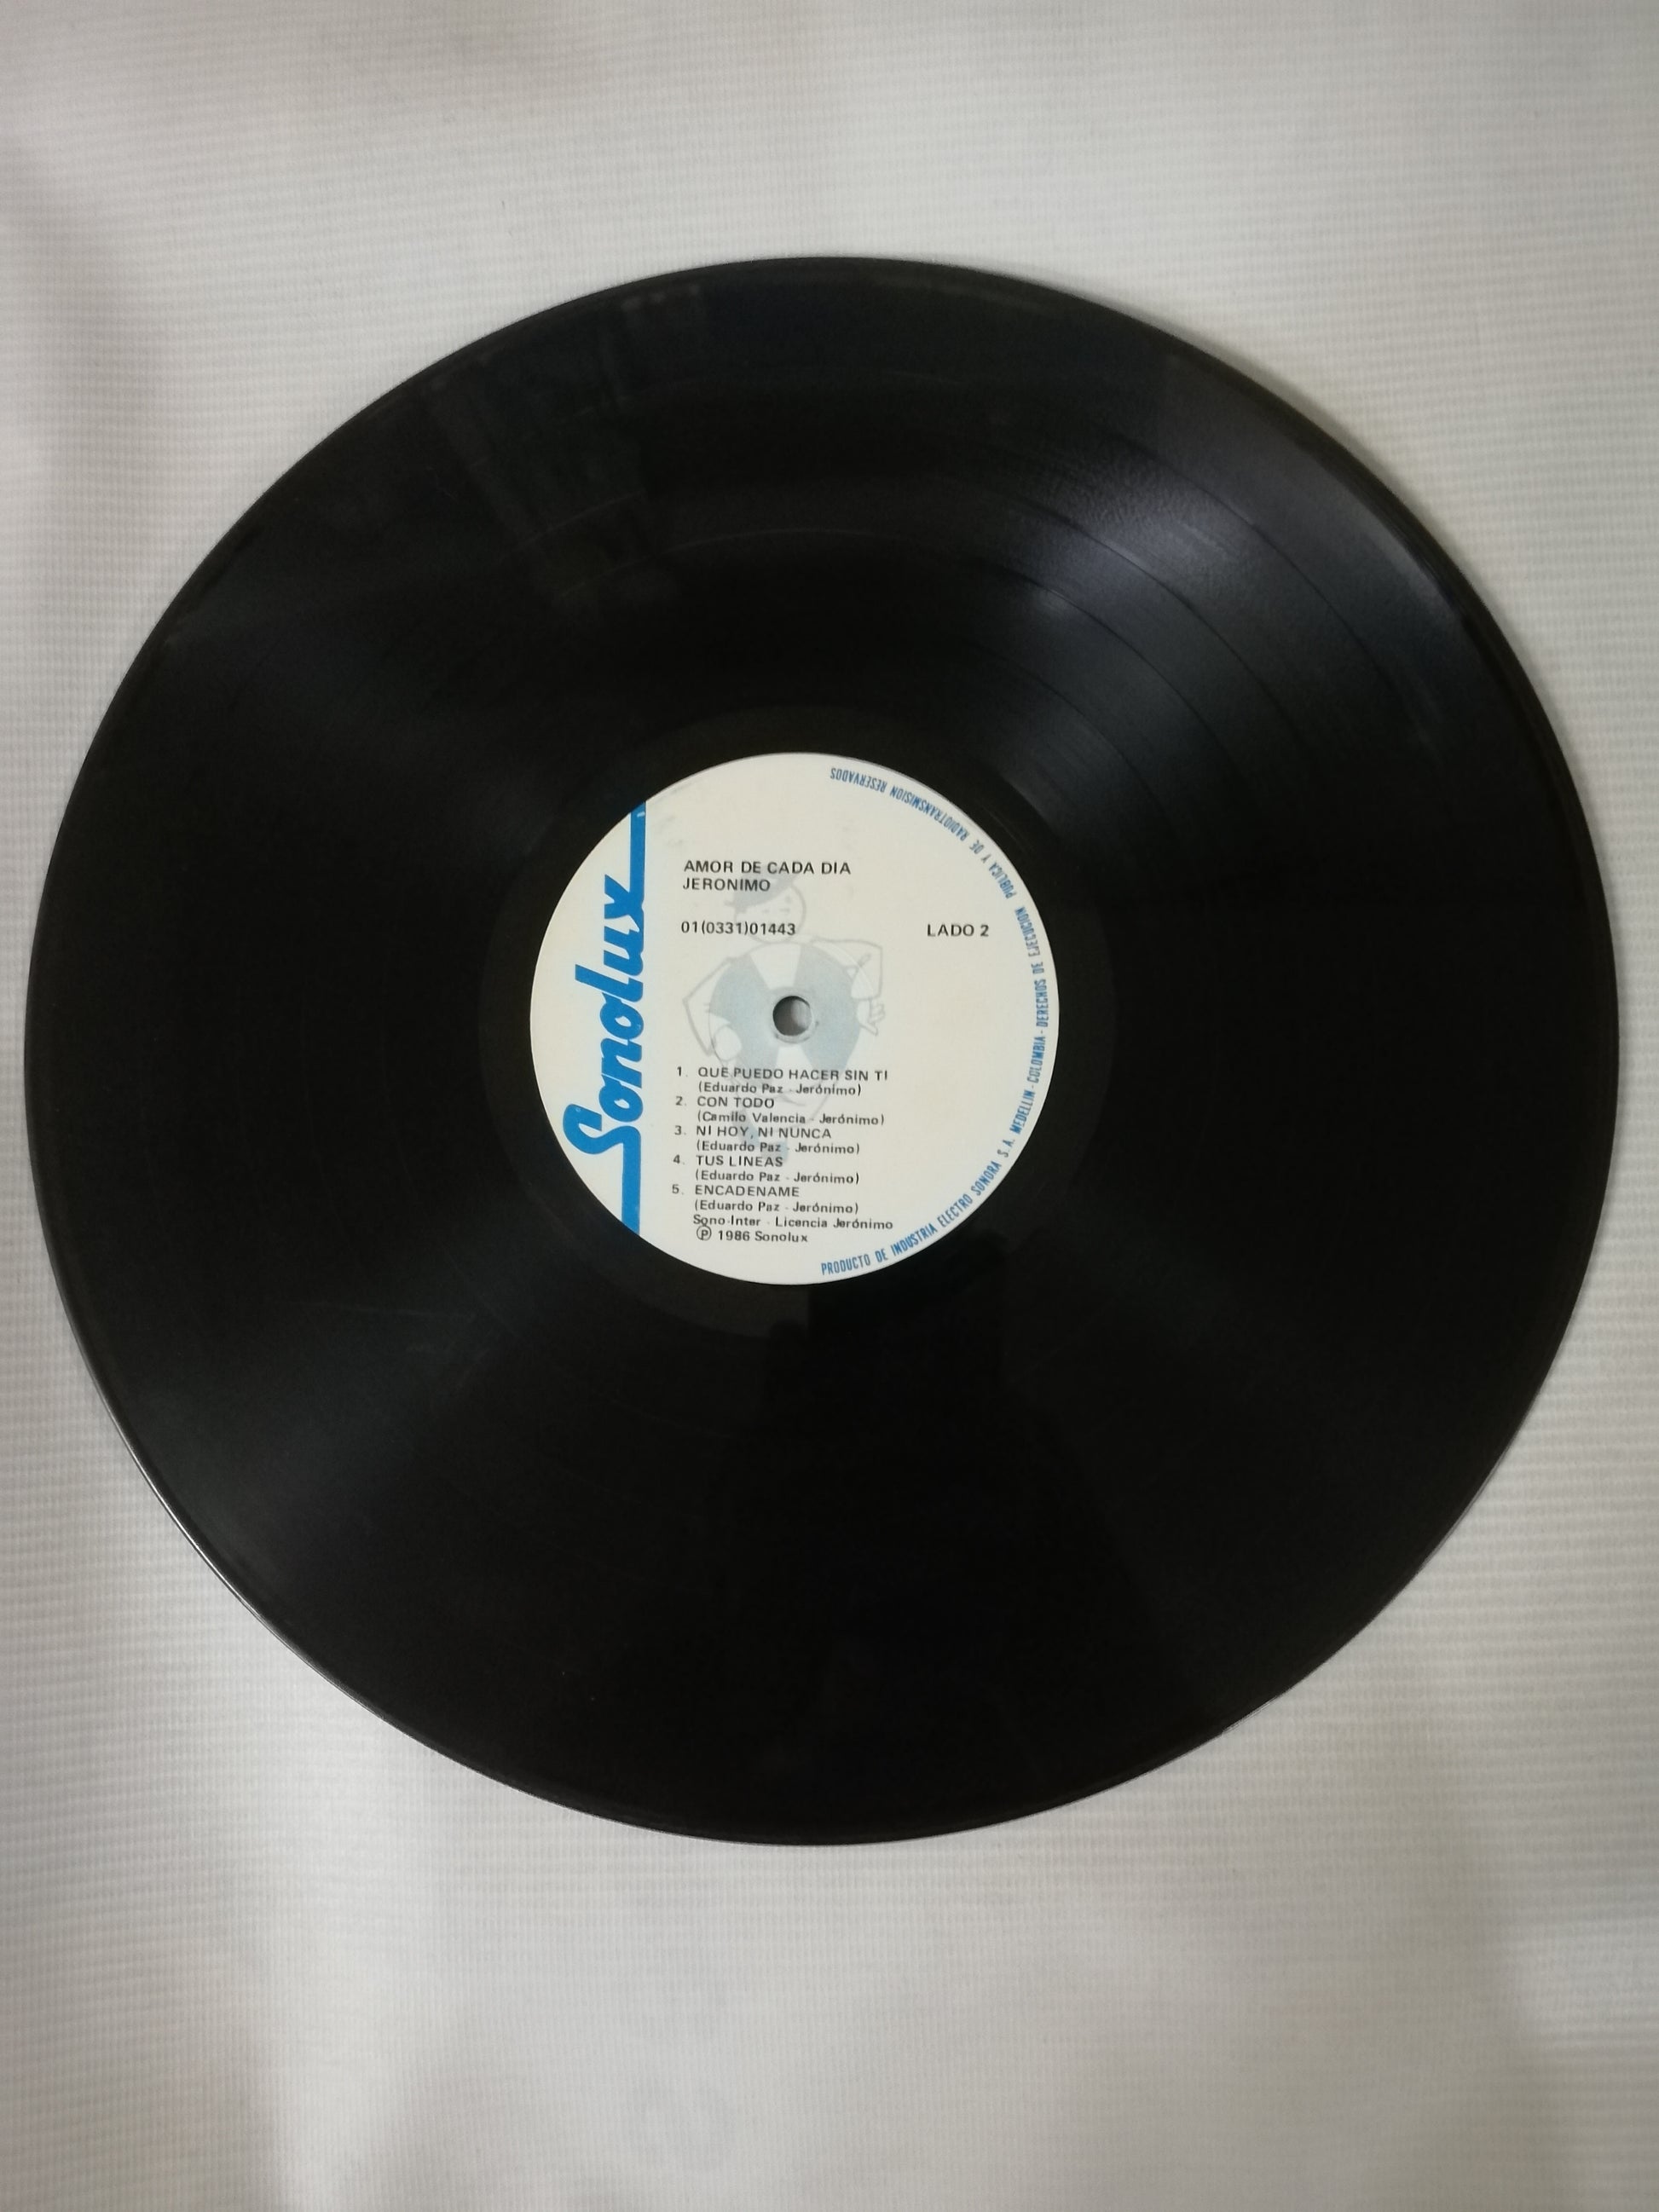 Sonolux
AMOR DE CADA DIA
JERONIMO
01(0331)01443
LADO 2
1. QUE PUEDO HACER SIN TI
(Eduardo Paz - Jerónimo)
2. CON TODO
(Camilo Valencia - Jerónimo)
3. NI HOY, NI NUNCA
(Eduardo Paz - Jerónimo)
4. TUS LINEAS
(Eduardo Paz - Jerónimo)
5. ENCADENAME
(Eduardo Paz - Jerónimo)
Sono-Inter - Licencia Jerónimo
Ⓟ 1986 Sonolux
PRODUCTO DE INDUSTRIA ELECTRO SONORA S.A. MEDELLIN - COLOMBIA - DERECHOS DE EJECUCION PUBLICA Y DE RADIOTRANSMISION RESERVADOS